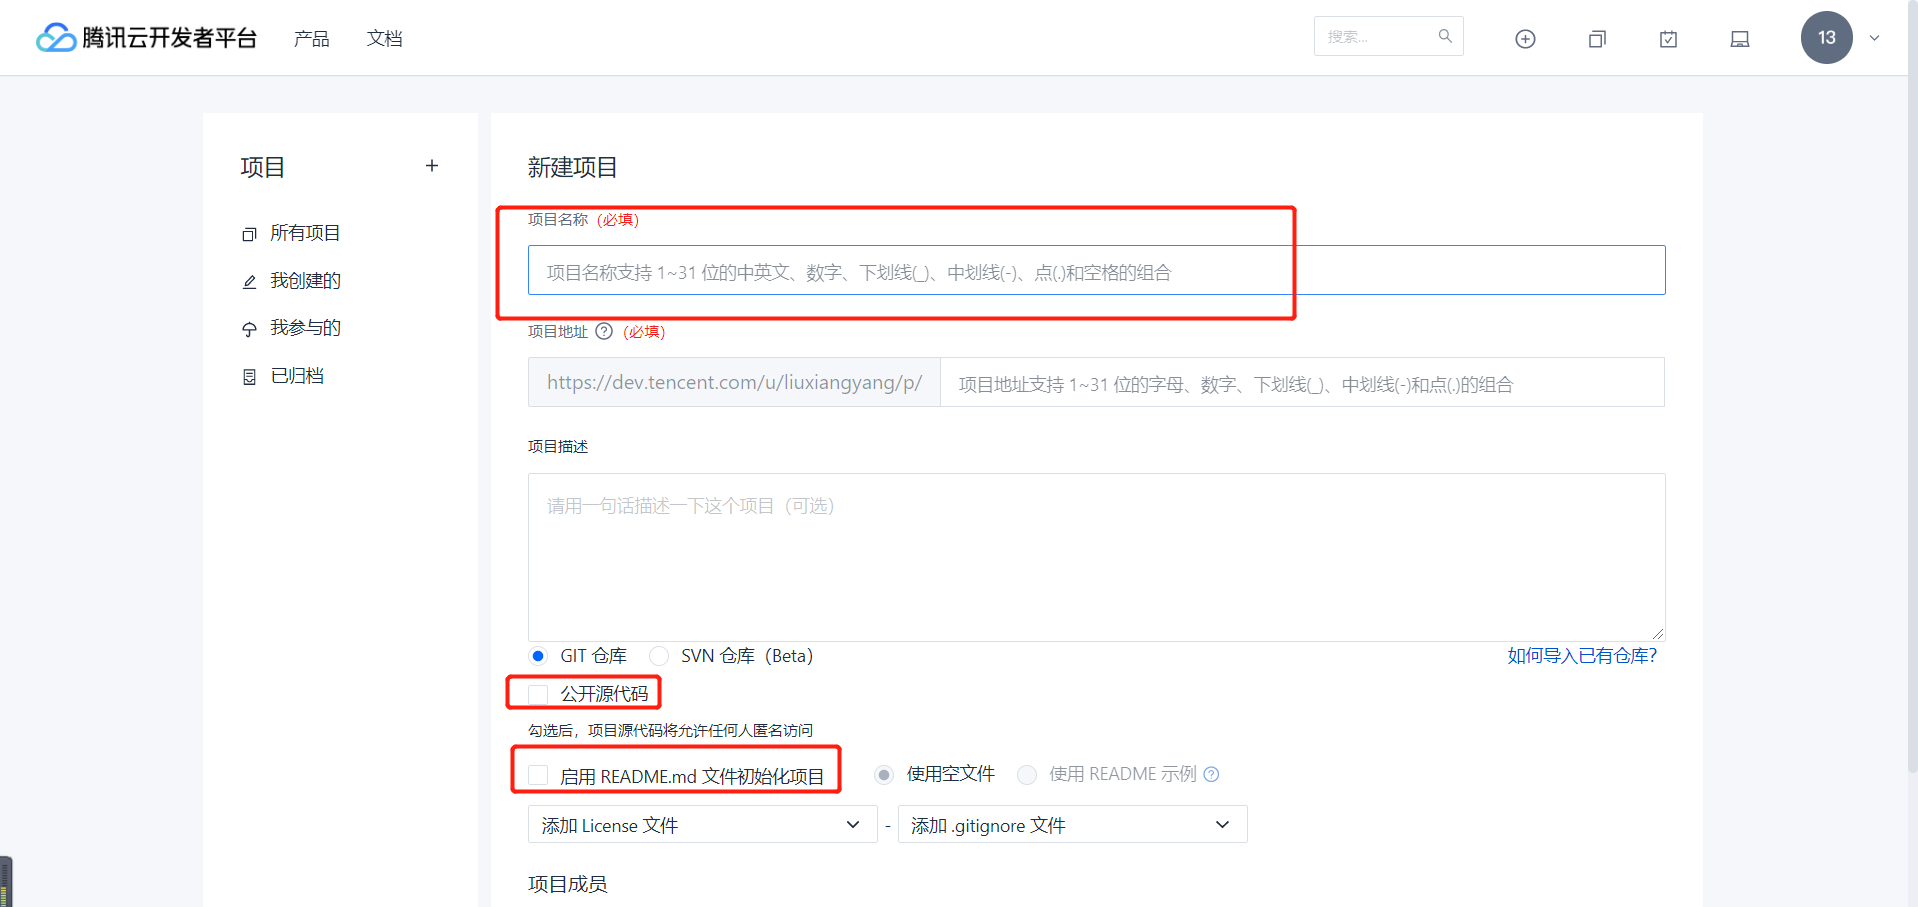 腾讯云开发者平台 产品 文档 搜索... 13
项目 +
所有项目
我创建的
我参与的
已归档
新建项目
项目名称 (必填)
项目名称支持 1~31 位的中英文、数字、下划线(_)、中划线(-)、点(.)和空格的组合
项目地址 ? (必填)
https://dev.tencent.com/u/liuxiangyang/p/ 项目地址支持 1~31 位的字母、数字、下划线(_)、中划线(-)和点(.)的组合
项目描述
请用一句话描述一下这个项目（可选）
GIT 仓库 SVN 仓库（Beta） 如何导入已有仓库?
公开源代码
勾选后，项目源代码将允许任何人匿名访问
启用 README.md 文件初始化项目 使用空文件 使用 README 示例 ?
添加 License 文件 - 添加 .gitignore 文件
项目成员